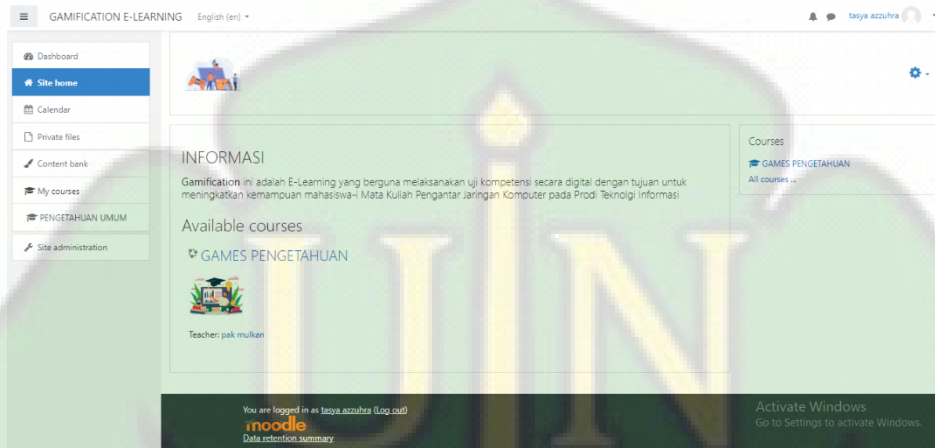 GAMIFICATION E-LEARNING English (en)
tasya azzuhra
Dashboard
Site home
Calendar
Private files
Content bank
My courses
PENGETAHUAN UMUM
Site administration
INFORMASI
Gamification ini adalah E-Learning yang berguna melaksanakan uji kompetensi secara digital dengan tujuan untuk
meningkatkan kemampuan mahasiswa-i Mata Kuliah Pengantar Jaringan Komputer pada Prodi Teknolgi Informasi
Available courses
GAMES PENGETAHUAN
Teacher: pak mulkan
Courses
GAMES PENGETAHUAN
All courses ...
You are logged in as tasya azzuhra (Log out)
moodle
Data retention summary
Activate Windows
Go to Settings to activate Windows.
UIN